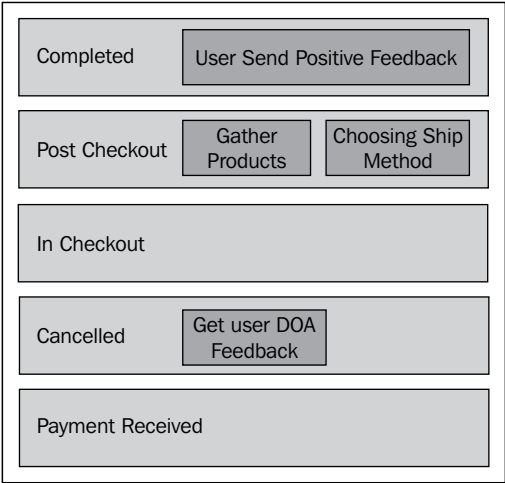 Completed
User Send Positive Feedback
Post Checkout
Gather
Products
Choosing Ship
Method
In Checkout
Cancelled
Get user DOA
Feedback
Payment Received